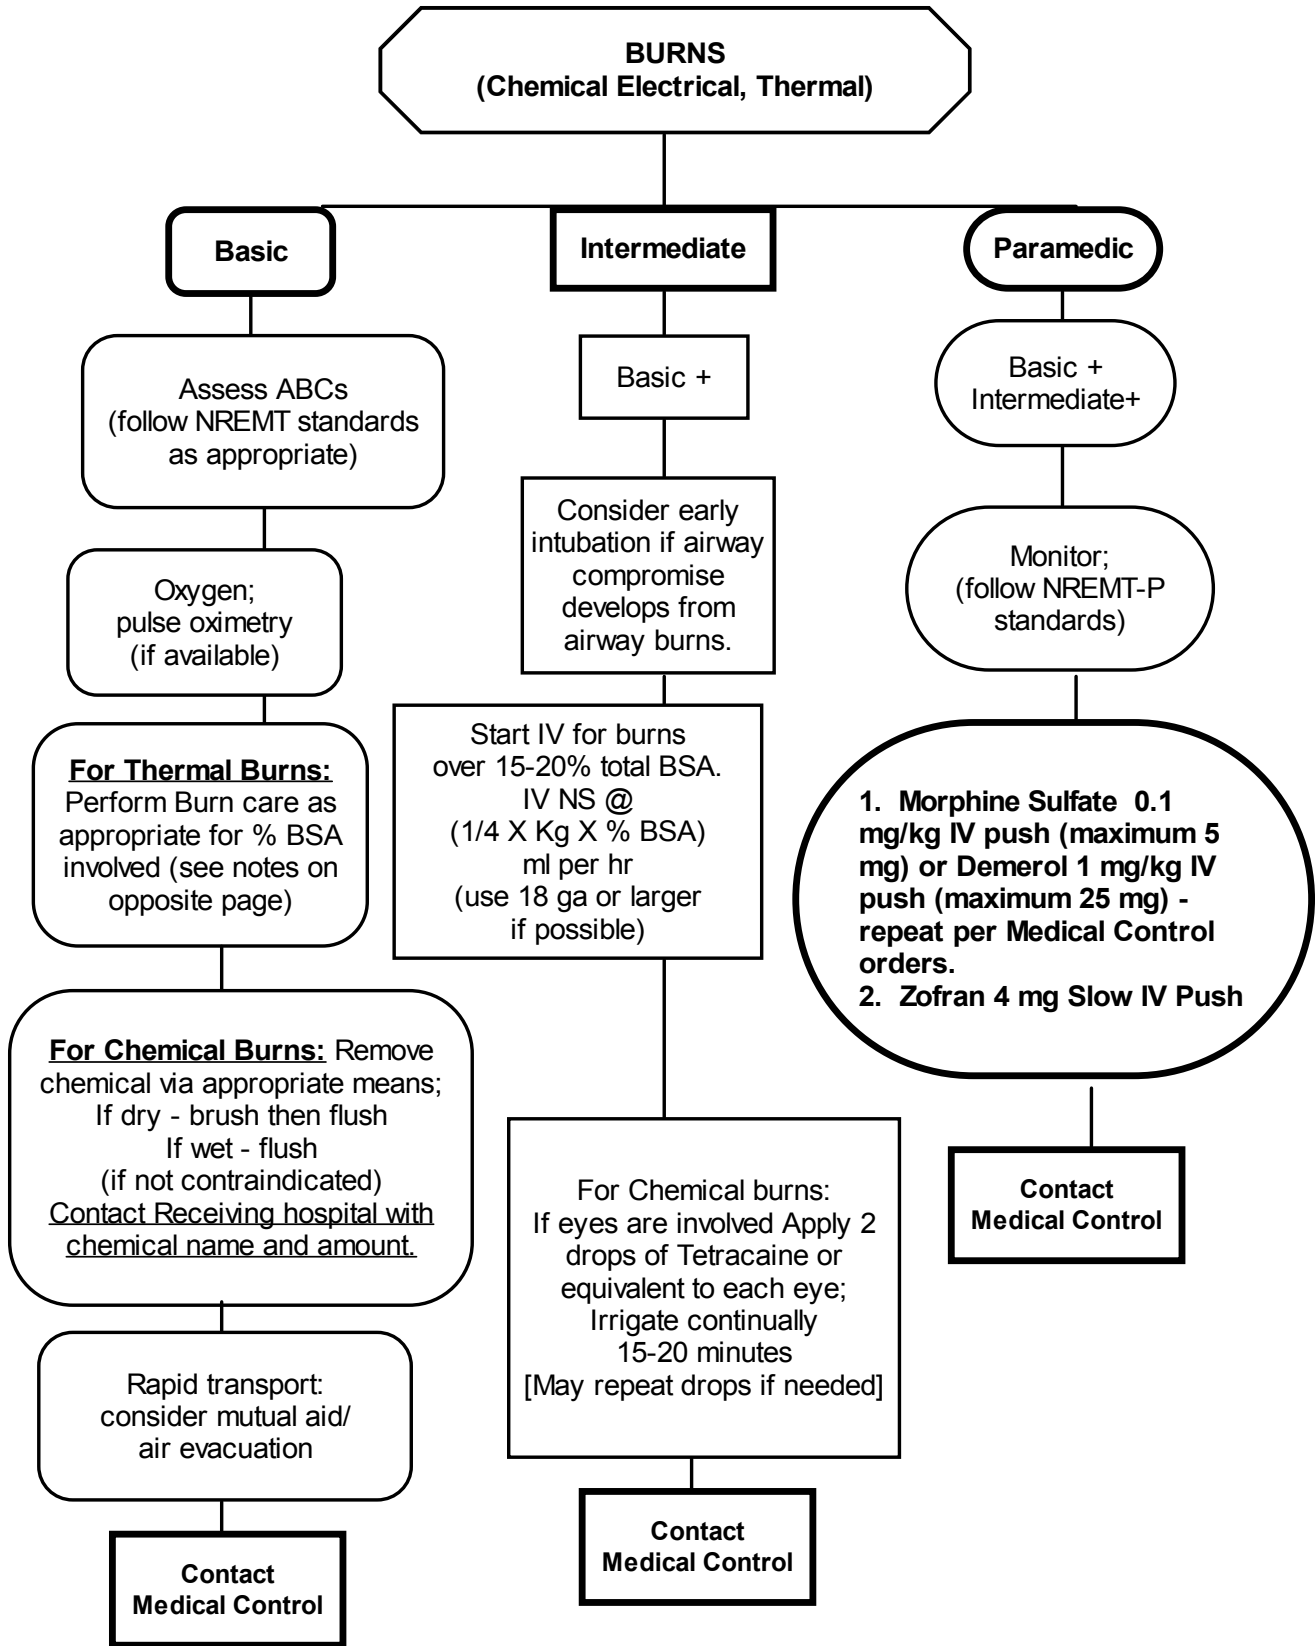 BURNS
(Chemical Electrical, Thermal)
Basic
Intermediate
Paramedic
Assess ABCs
(follow NREMT standards
as appropriate)
Oxygen;
pulse oximetry
(if available)
For Thermal Burns:
Perform Burn care as
appropriate for % BSA
involved (see notes on
opposite page)
For Chemical Burns: Remove
chemical via appropriate means;
If dry - brush then flush
If wet - flush
(if not contraindicated)
Contact Receiving hospital with
chemical name and amount.
Rapid transport:
consider mutual aid/
air evacuation
Contact
Medical Control
Basic +
Consider early
intubation if airway
compromise
develops from
airway burns.
Start IV for burns
over 15-20% total BSA.
IV NS @
(1/4 X Kg X % BSA)
ml per hr
(use 18 ga or larger
if possible)
For Chemical burns:
If eyes are involved Apply 2
drops of Tetracaine or
equivalent to each eye;
Irrigate continually
15-20 minutes
[May repeat drops if needed]
Contact
Medical Control
Basic +
Intermediate+
Monitor;
(follow NREMT-P
standards)
1. Morphine Sulfate 0.1
mg/kg IV push (maximum 5
mg) or Demerol 1 mg/kg IV
push (maximum 25 mg) -
repeat per Medical Control
orders.
2. Zofran 4 mg Slow IV Push
Contact
Medical Control